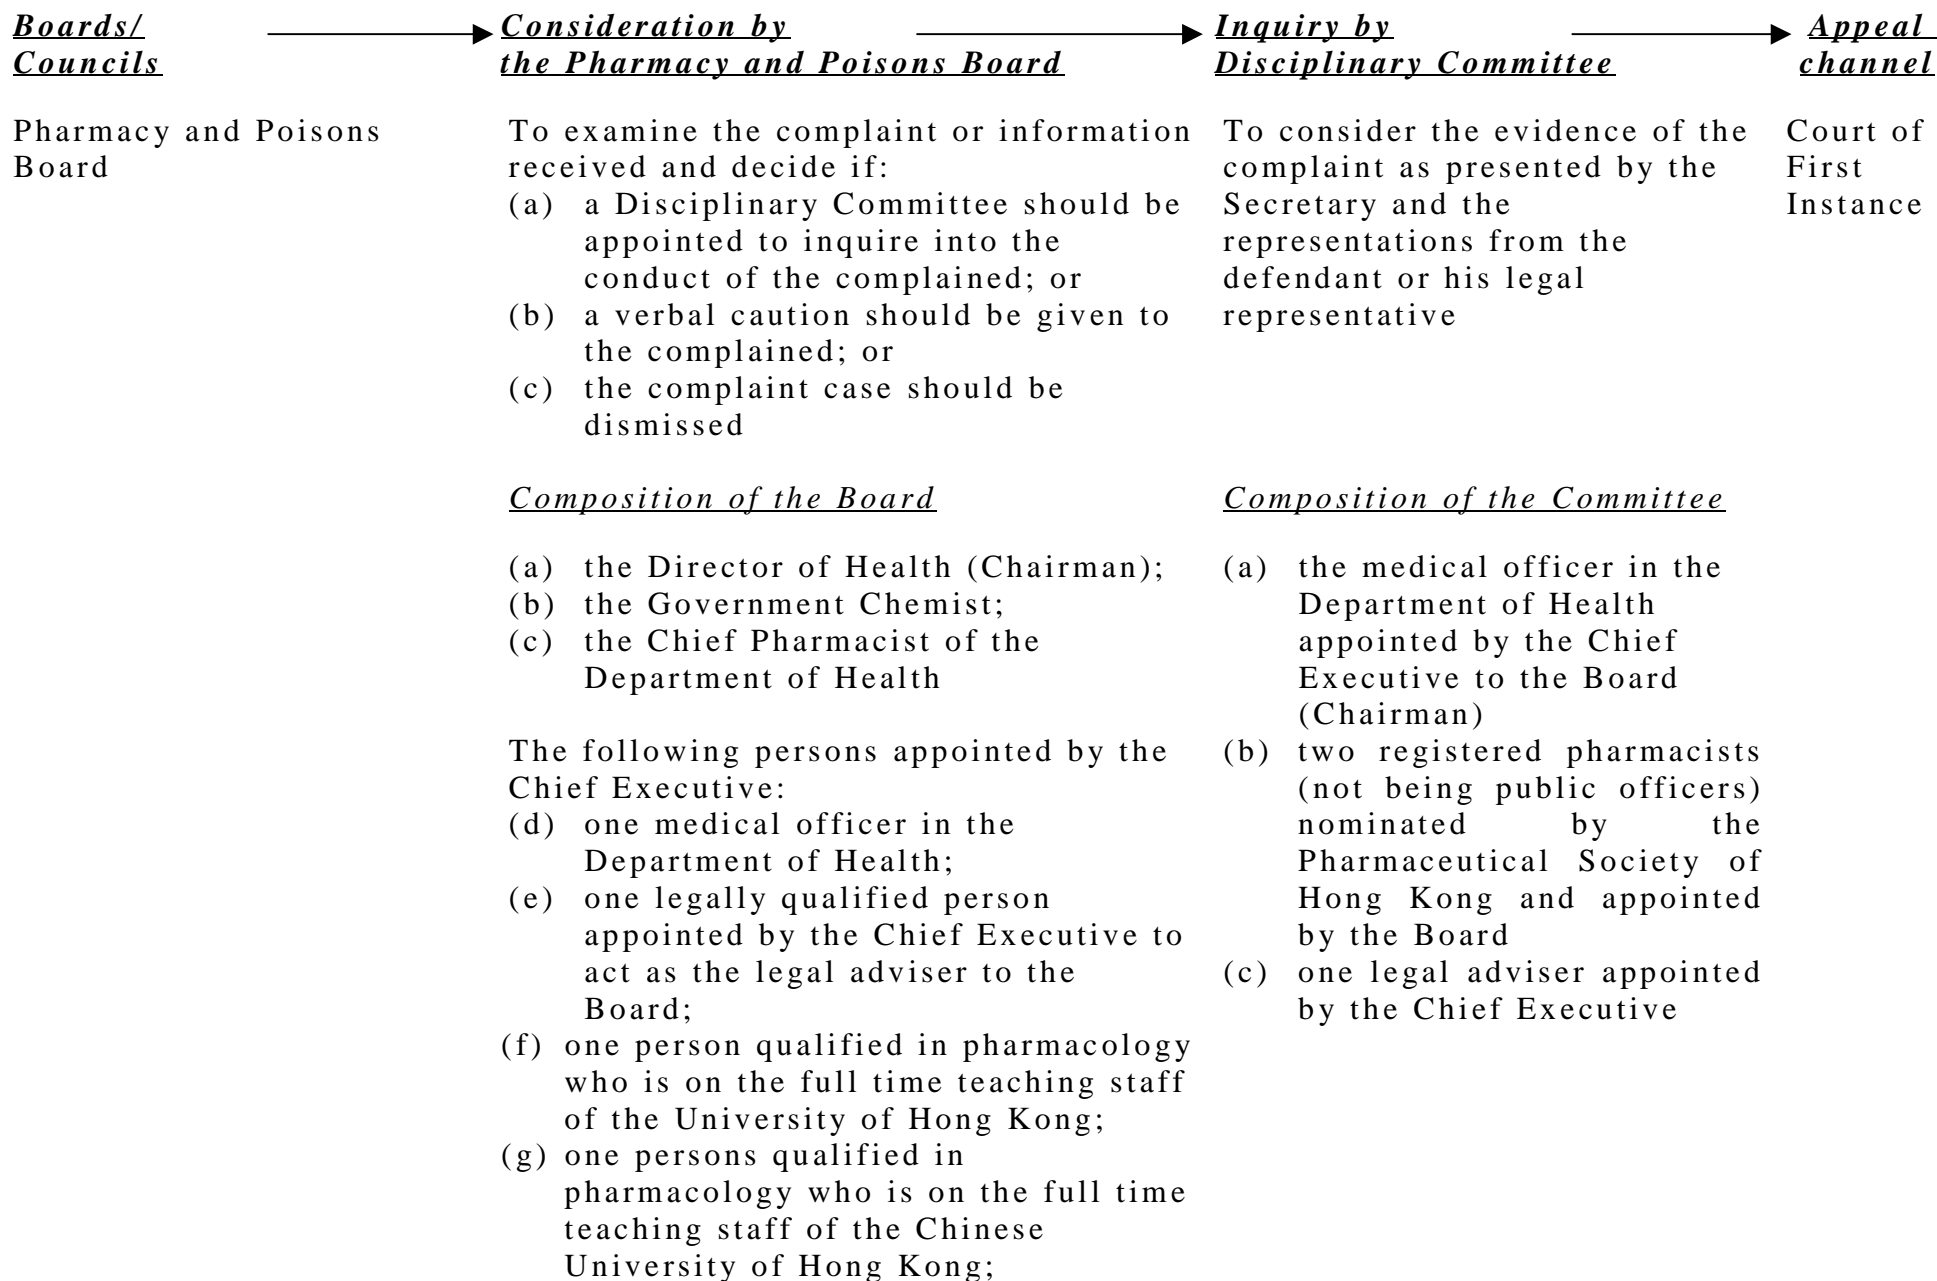 Boards/
Councils
Consideration by
the Pharmacy and Poisons Board
Inquiry by
Disciplinary Committee
Appeal
channel
Pharmacy and Poisons
Board
To examine the complaint or information
received and decide if:
(a) a Disciplinary Committee should be
appointed to inquire into the
conduct of the complained; or
(b) a verbal caution should be given to
the complained; or
(c) the complaint case should be
dismissed
To consider the evidence of the
complaint as presented by the
Secretary and the
representations from the
defendant or his legal
representative
Court of
First
Instance
Composition of the Board
(a) the Director of Health (Chairman);
(b) the Government Chemist;
(c) the Chief Pharmacist of the
Department of Health
The following persons appointed by the
Chief Executive:
(d) one medical officer in the
Department of Health;
(e) one legally qualified person
appointed by the Chief Executive to
act as the legal adviser to the
Board;
(f) one person qualified in pharmacology
who is on the full time teaching staff
of the University of Hong Kong;
(g) one persons qualified in
pharmacology who is on the full time
teaching staff of the Chinese
University of Hong Kong;
Composition of the Committee
(a) the medical officer in the
Department of Health
appointed by the Chief
Executive to the Board
(Chairman)
(b) two registered pharmacists
(not being public officers)
nominated by the
Pharmaceutical Society of
Hong Kong and appointed
by the Board
(c) one legal adviser appointed
by the Chief Executive